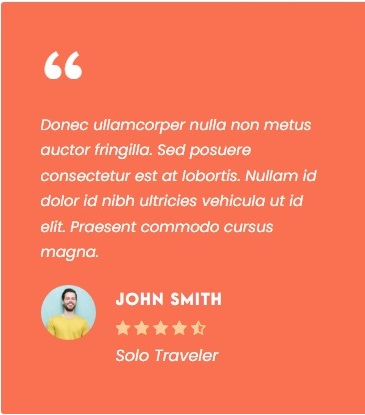 “
Donec ullamcorper nulla non metus
auctor fringilla. Sed posuere
consectetur est at lobortis. Nullam id
dolor id nibh ultricies vehicula ut id
elit. Praesent commodo cursus
magna.
JOHN SMITH
Solo Traveler